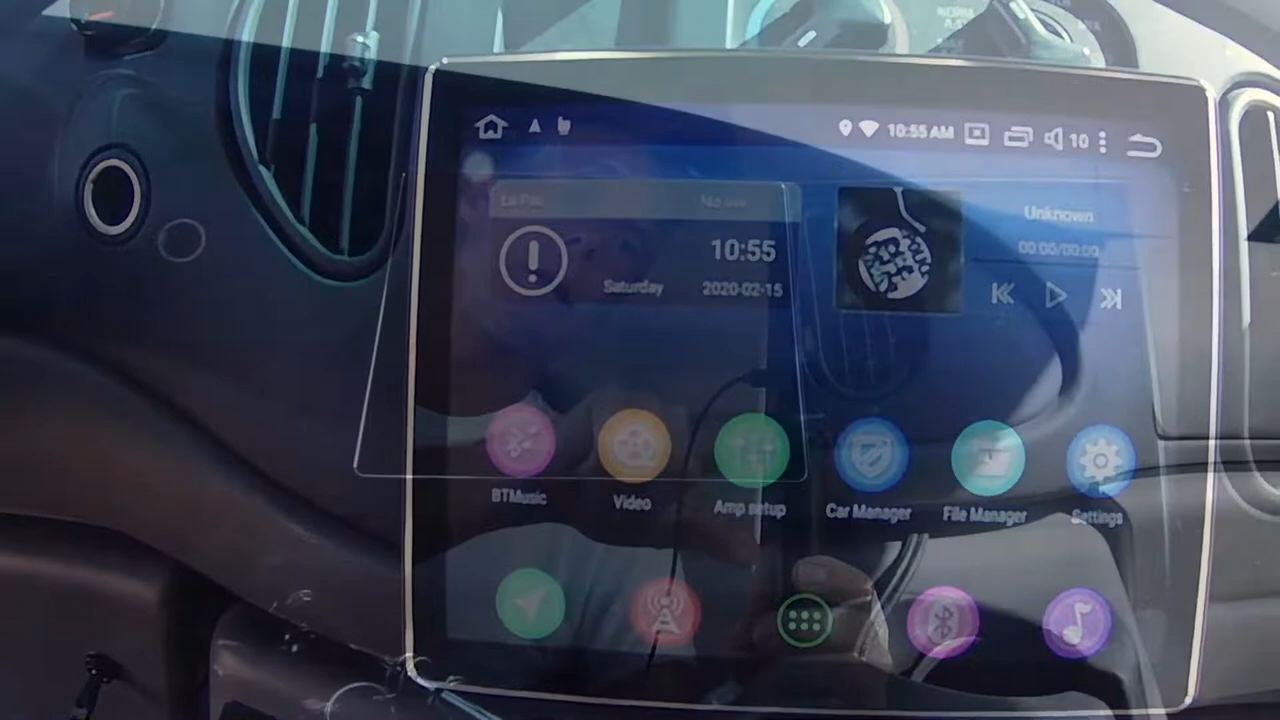 10:55 AM
10
10:55
Saturday
2020-02-15
Unknown
00:00/00:00
BTMusic
Video
Amp setup
Car Manager
File Manager
Settings